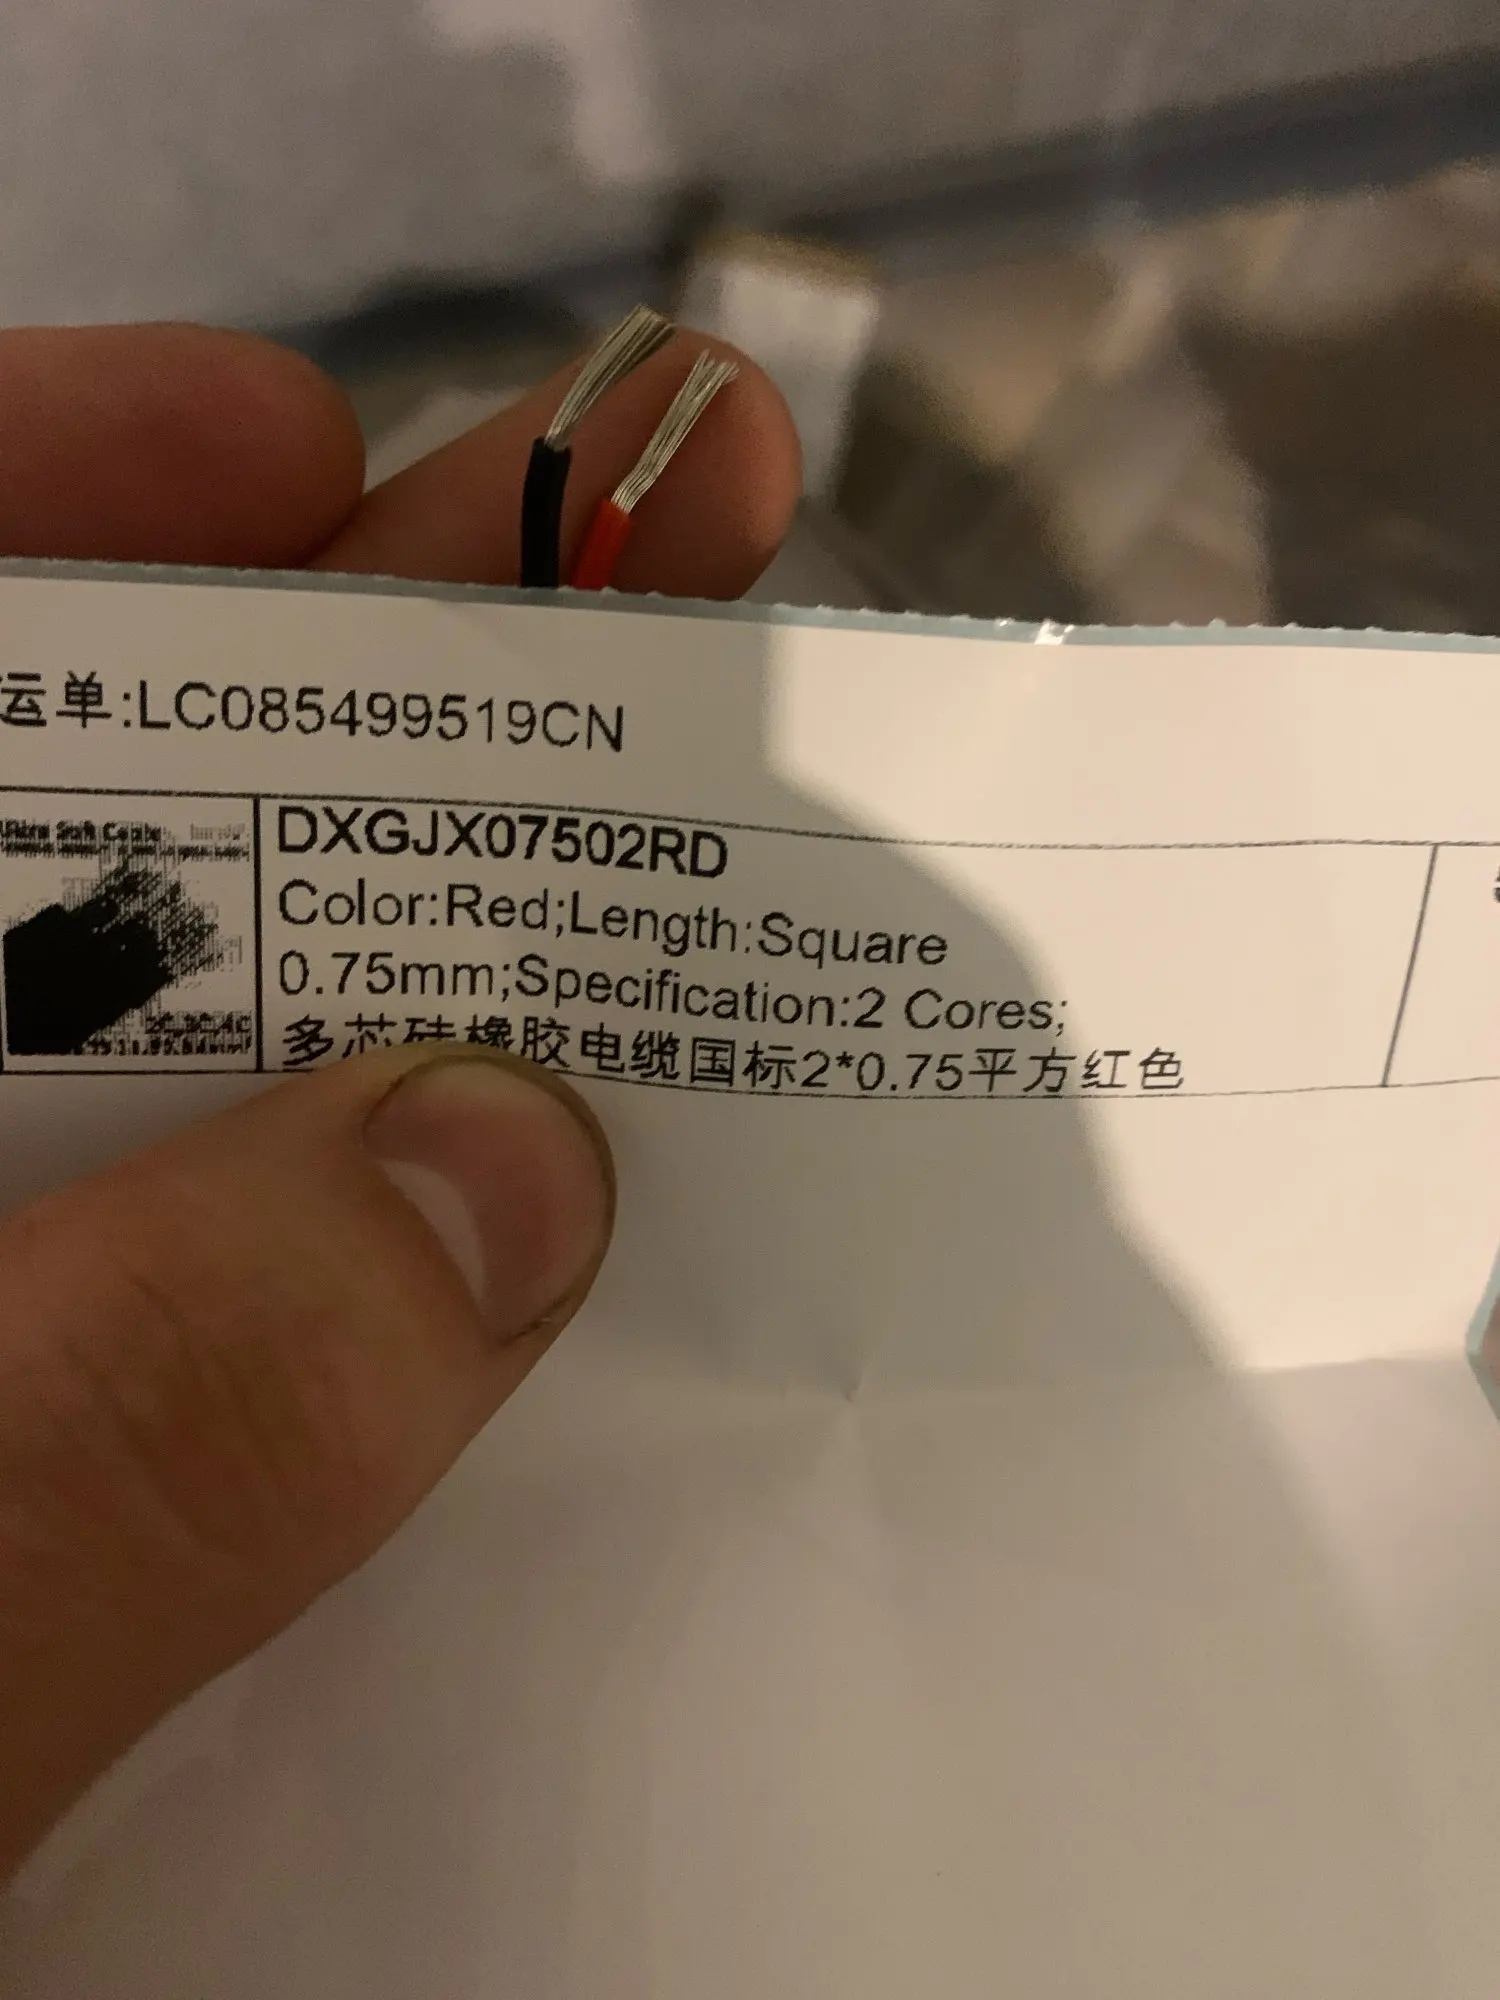 运单:LC085499519CN
DXGJX07502RD
Color:Red;Length:Square
0.75mm;Specification:2 Cores;
多芯硅橡胶电缆国标2*0.75平方红色